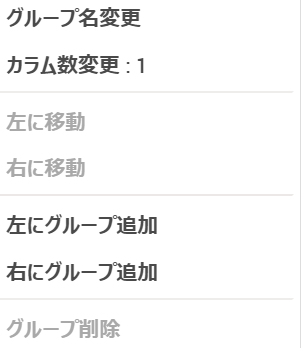 グループ名変更
カラム数変更 : 1
左に移動
右に移動
左にグループ追加
右にグループ追加
グループ削除